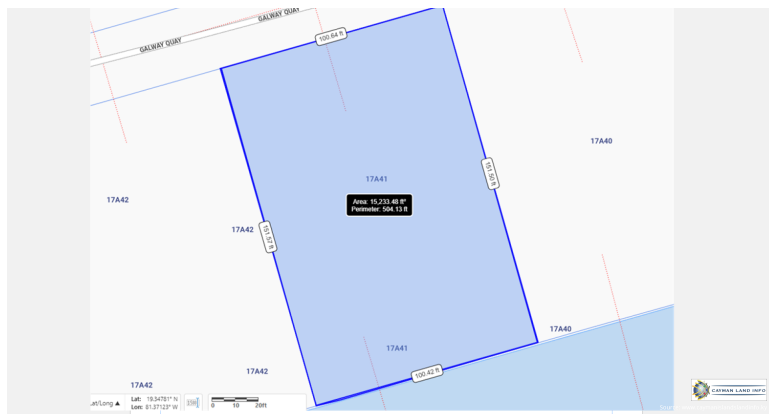 GALWAY QUAY
GALWAY QUAY
100.64 ft
17A40
151.50 ft
17A41
17A42
Area: 15,233.48 ft²
Perimeter: 504.13 ft
17A42
151.57 ft
17A40
17A41
17A42
100.42 ft
17A42
at/Long ▲
Lat: 19.34781° N
Lon: 81.37123° W
0 10 20ft
CAYMAN LAND INFO